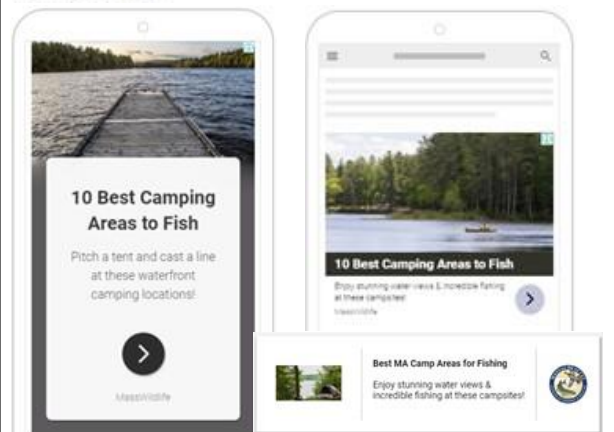 10 Best Camping
Areas to Fish
Pitch a tent and cast a line
at these waterfront
camping locations!
MassWildlife
10 Best Camping Areas to Fish
Enjoy stunning water views & incredible fishing
at these campsites!
MassWildlife
Best MA Camp Areas for Fishing
Enjoy stunning water views &
incredible fishing at these campsites!